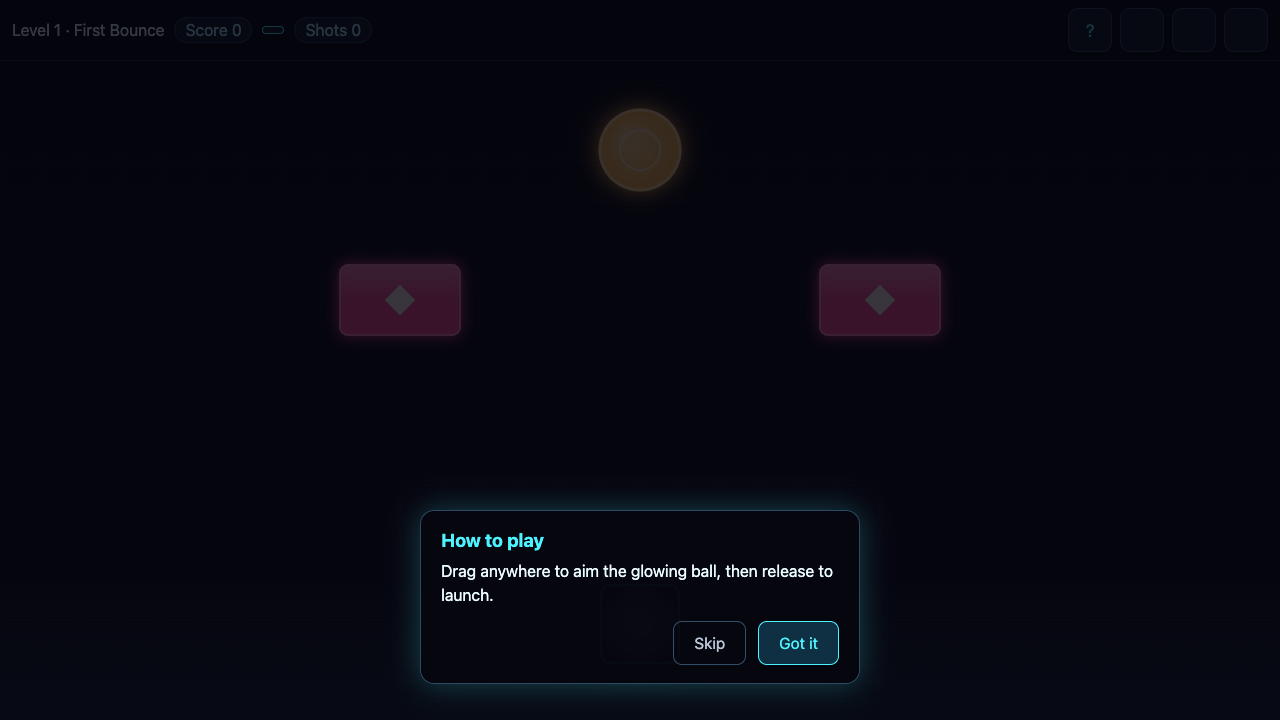 Level 1 · First Bounce
Score 0
Shots 0
?
How to play
Drag anywhere to aim the glowing ball, then release to
launch.
Skip
Got it